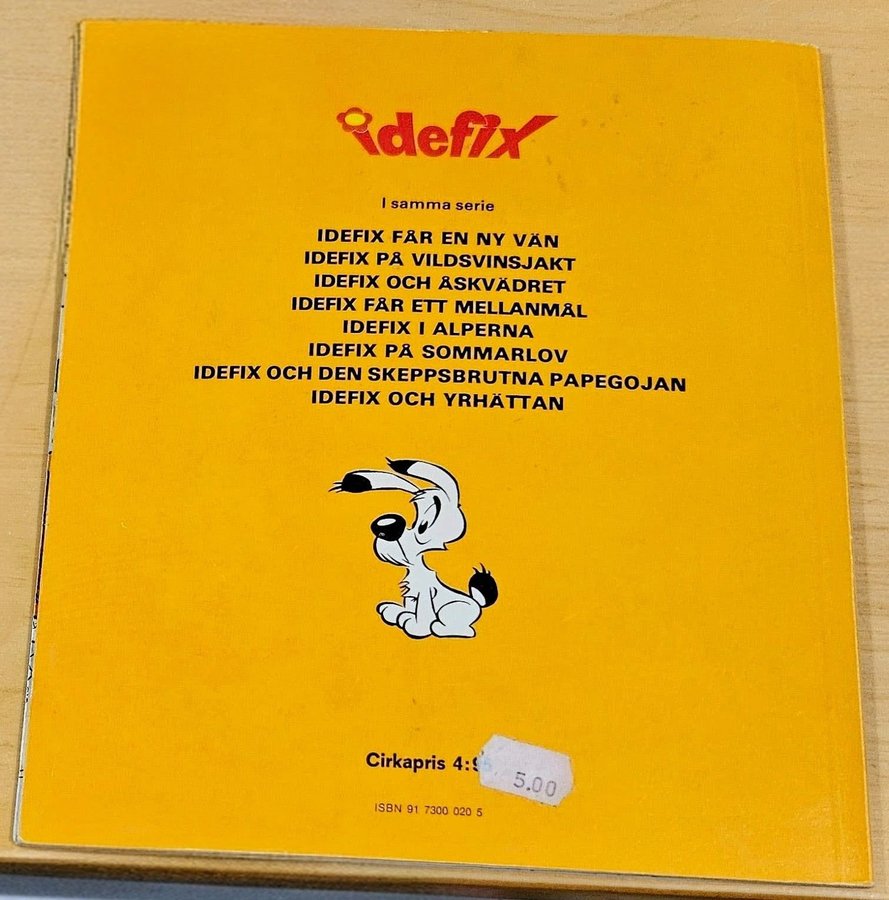 idefix
I samma serie
IDEFIX FÅR EN NY VÄN
IDEFIX PÅ VILDSVINSJAKT
IDEFIX OCH ÅSKVÄDRET
IDEFIX FÅR ETT MELLANMÅL
IDEFIX I ALPERNA
IDEFIX PÅ SOMMARLOV
IDEFIX OCH DEN SKEPPSBRUTNA PAPEGOJAN
IDEFIX OCH YRHÄTTAN
Cirkapris 4:9
5.00
ISBN 91 7300 020 5